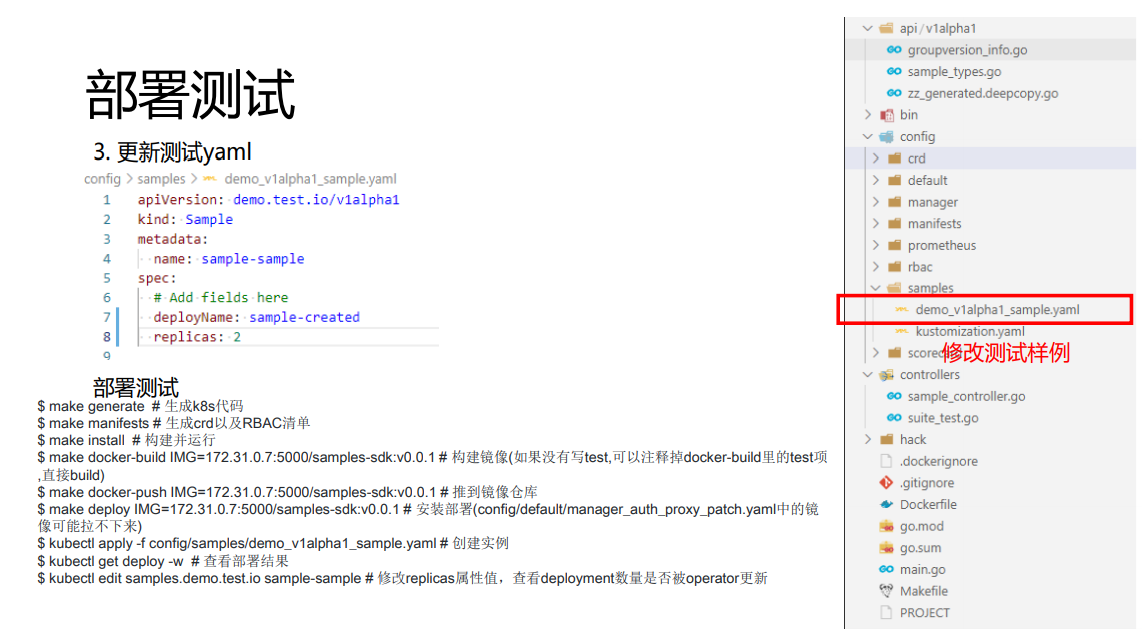 部署测试
3. 更新测试yaml
config > samples > demo_v1alpha1_sample.yaml
1 apiVersion: demo.test.io/v1alpha1
2 kind: Sample
3 metadata:
4 name: sample-sample
5 spec:
6 # Add fields here
7 deployName: sample-created
8 replicas: 2
9
部署测试
$ make generate # 生成k8s代码
$ make manifests # 生成crd以及RBAC清单
$ make install # 构建并运行
$ make docker-build IMG=172.31.0.7:5000/samples-sdk:v0.0.1 # 构建镜像(如果没有写test,可以注释掉docker-build里的test项
,直接build)
$ make docker-push IMG=172.31.0.7:5000/samples-sdk:v0.0.1 # 推到镜像仓库
$ make deploy IMG=172.31.0.7:5000/samples-sdk:v0.0.1 # 安装部署(config/default/manager_auth_proxy_patch.yaml中的镜
像可能拉不下来)
$ kubectl apply -f config/samples/demo_v1alpha1_sample.yaml # 创建实例
$ kubectl get deploy -w # 查看部署结果
$ kubectl edit samples.demo.test.io sample-sample # 修改replicas属性值，查看deployment数量是否被operator更新
api / v1alpha1
groupversion_info.go
sample_types.go
zz_generated.deepcopy.go
bin
config
crd
default
manager
manifests
prometheus
rbac
samples
demo_v1alpha1_sample.yaml
kustomization.yaml
修改测试样例
controllers
sample_controller.go
suite_test.go
hack
.dockerignore
.gitignore
Dockerfile
go.mod
go.sum
main.go
Makefile
PROJECT